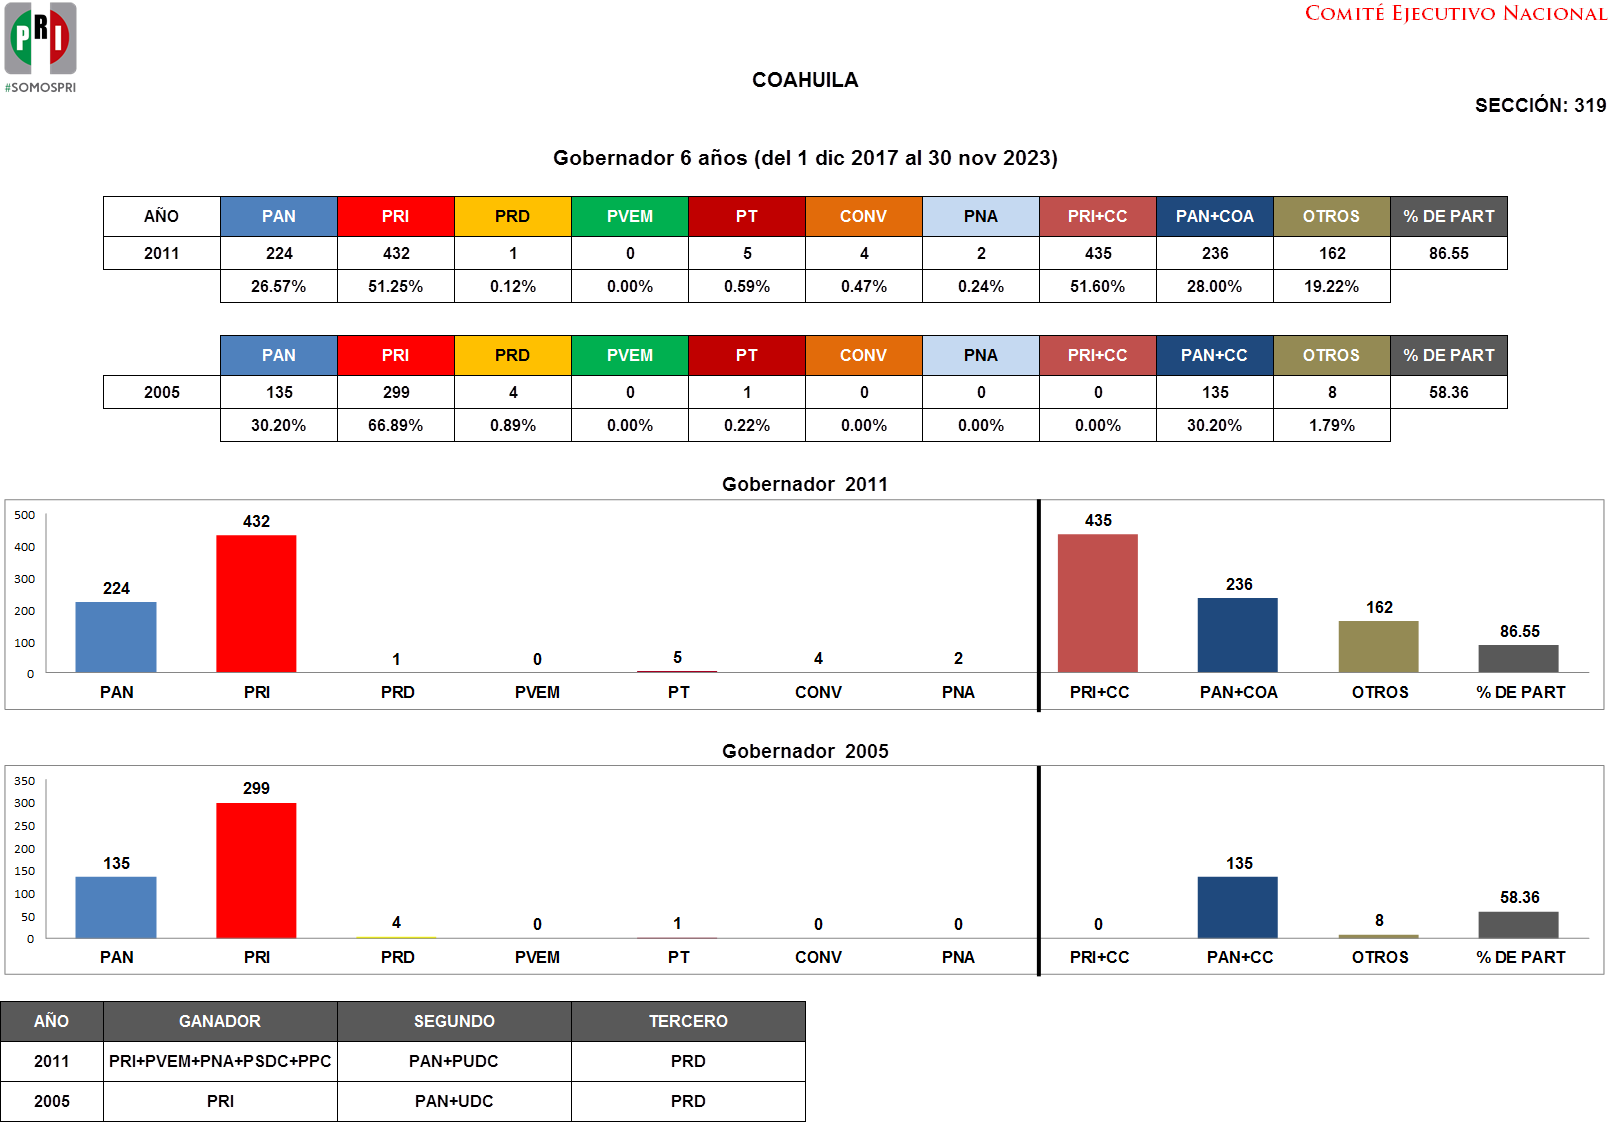 PRI
#SOMOSPRI
COMITÉ EJECUTIVO NACIONAL
COAHUILA
SECCIÓN: 319
Gobernador 6 años (del 1 dic 2017 al 30 nov 2023)
AÑO PAN PRI PRD PVEM PT CONV PNA PRI+CC PAN+COA OTROS % DE PART
2011 224 432 1 0 5 4 2 435 236 162 86.55
26.57% 51.25% 0.12% 0.00% 0.59% 0.47% 0.24% 51.60% 28.00% 19.22%
PAN PRI PRD PVEM PT CONV PNA PRI+CC PAN+CC OTROS % DE PART
2005 135 299 4 0 1 0 0 0 135 8 58.36
30.20% 66.89% 0.89% 0.00% 0.22% 0.00% 0.00% 0.00% 30.20% 1.79%
Gobernador 2011
500
400
300
200
100
0
224 432 1 0 5 4 2 435 236 162 86.55
PAN PRI PRD PVEM PT CONV PNA PRI+CC PAN+COA OTROS % DE PART
Gobernador 2005
350
300
250
200
150
100
50
0
135 299 4 0 1 0 0 0 135 8 58.36
PAN PRI PRD PVEM PT CONV PNA PRI+CC PAN+CC OTROS % DE PART
AÑO GANADOR SEGUNDO TERCERO
2011 PRI+PVEM+PNA+PSDC+PPC PAN+PUDC PRD
2005 PRI PAN+UDC PRD